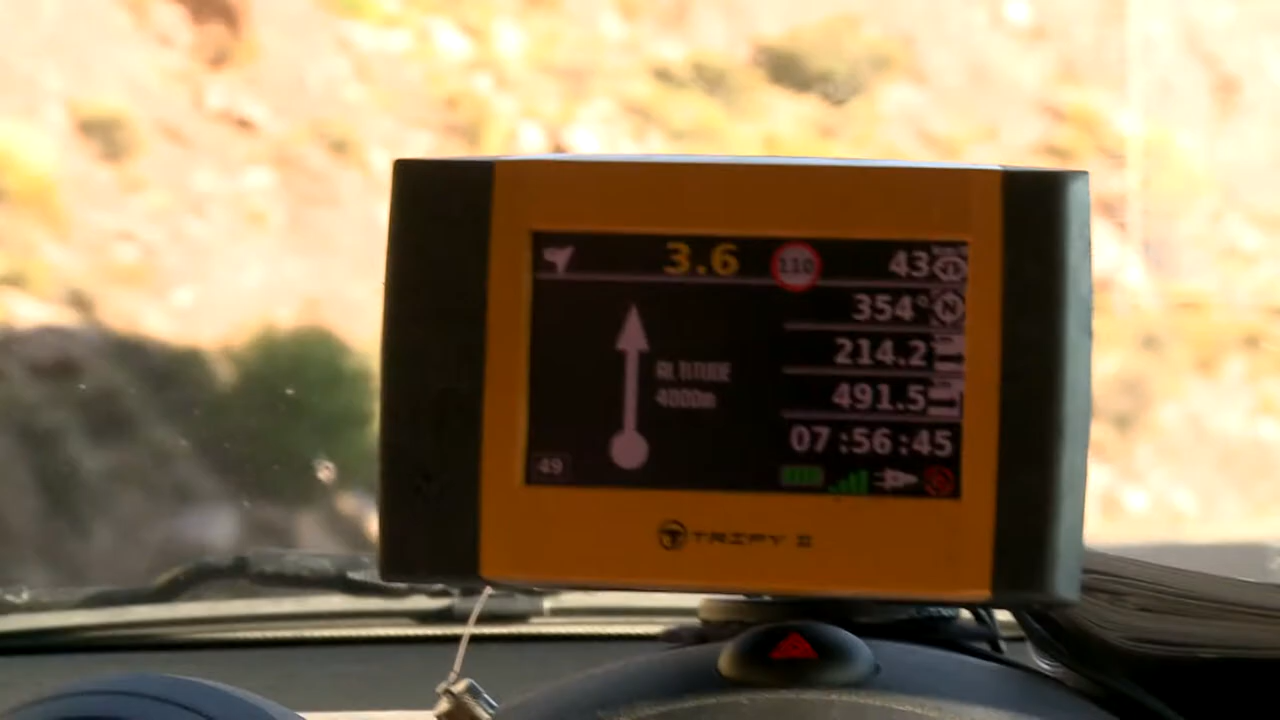 3.6 110 43
354° N
ALTITUDE
4000m
214.2
491.5
07:56:45
49
TRIPY II